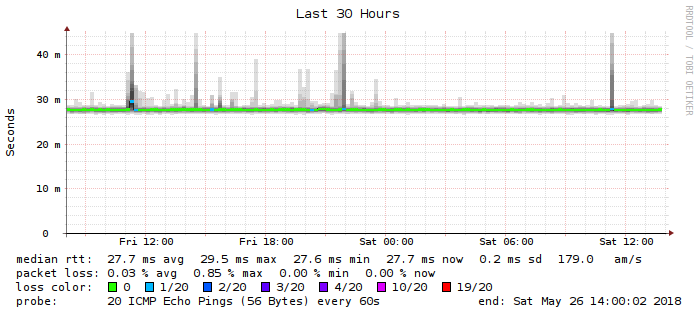 Last 30 Hours
RRDTOOL / TOBI OETIKER
Seconds
40 m
30 m
20 m
10 m
0
Fri 12:00 Fri 18:00 Sat 00:00 Sat 06:00 Sat 12:00
median rtt: 27.7 ms avg 29.5 ms max 27.6 ms min 27.7 ms now 0.2 ms sd 179.0 am/s
packet loss: 0.03 % avg 0.85 % max 0.00 % min 0.00 % now
loss color: 0 1/20 2/20 3/20 4/20 10/20 19/20
probe: 20 ICMP Echo Pings (56 Bytes) every 60s end: Sat May 26 14:00:02 2018